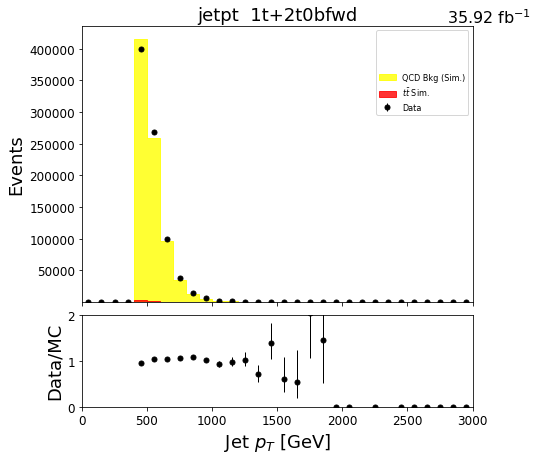 jetpt 1t+2t0bfwd
35.92 fb⁻¹
400000
350000
300000
250000
200000
150000
100000
50000
Events
QCD Bkg (Sim.)
tt̄ Sim.
Data
2
1
0
Data/MC
0 500 1000 1500 2000 2500 3000
Jet p_T [GeV]